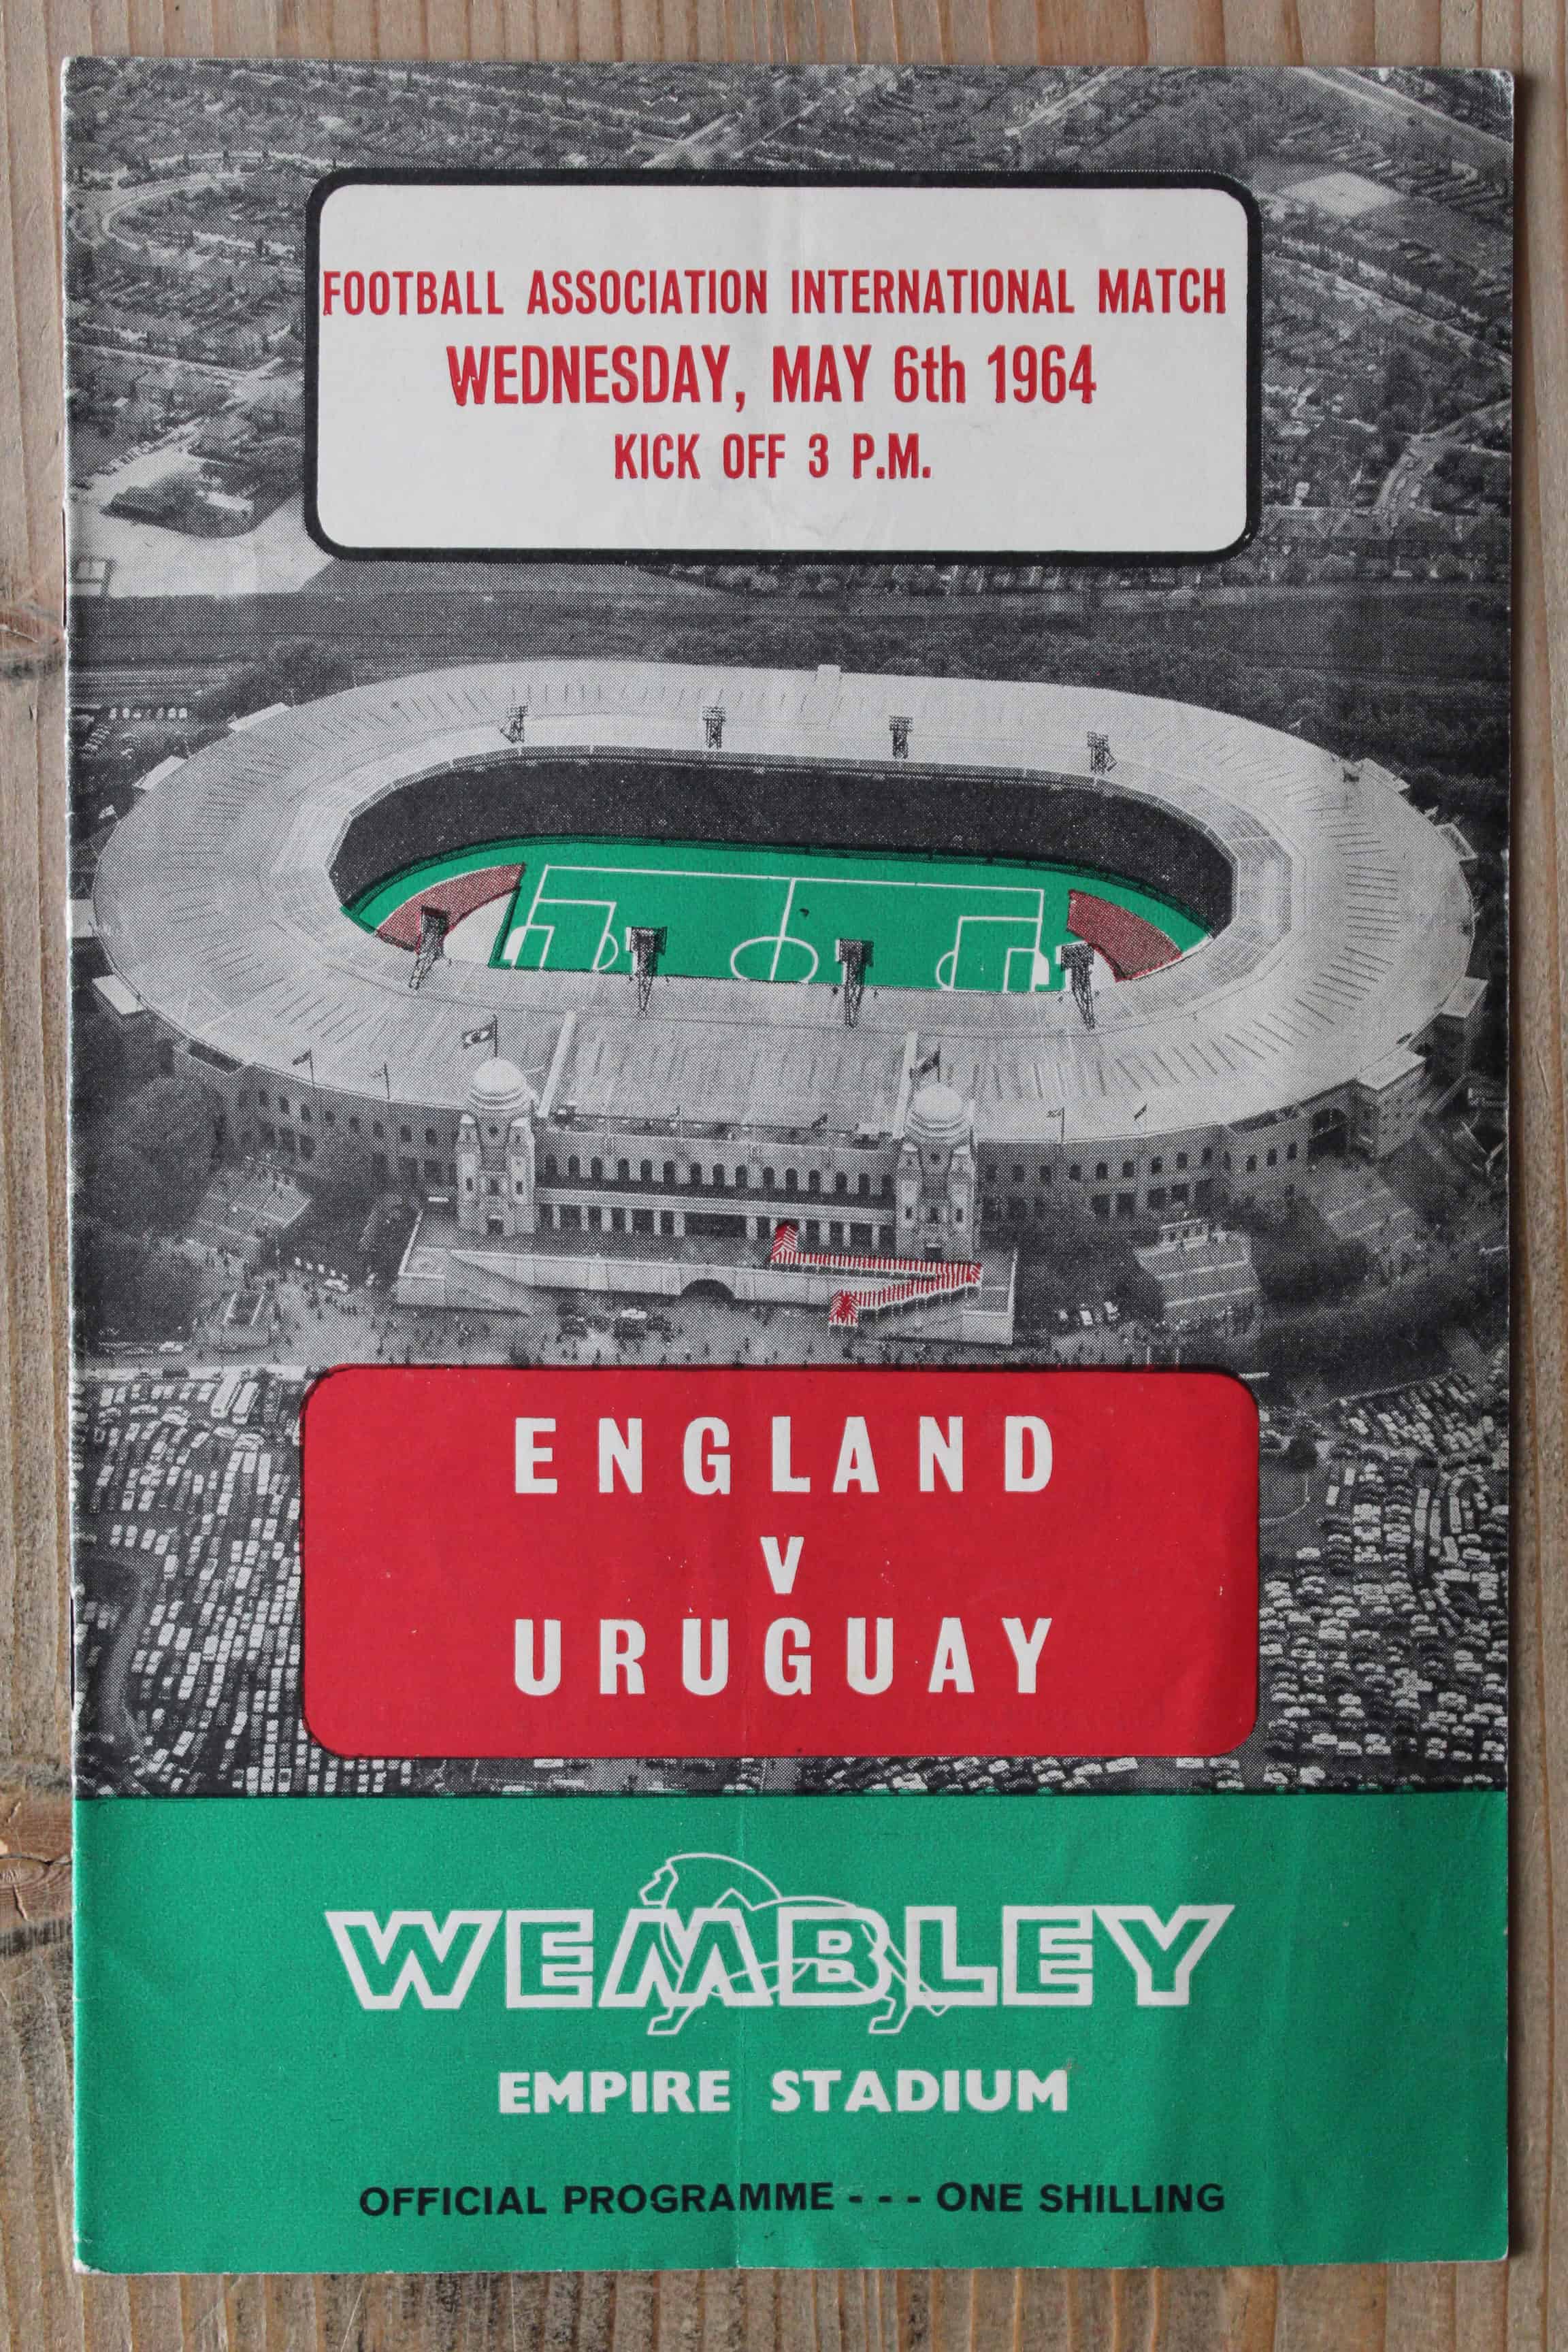 FOOTBALL ASSOCIATION INTERNATIONAL MATCH
WEDNESDAY, MAY 6th 1964
KICK OFF 3 P.M.
ENGLAND
V
URUGUAY
WEMBLEY
EMPIRE STADIUM
OFFICIAL PROGRAMME - - - ONE SHILLING